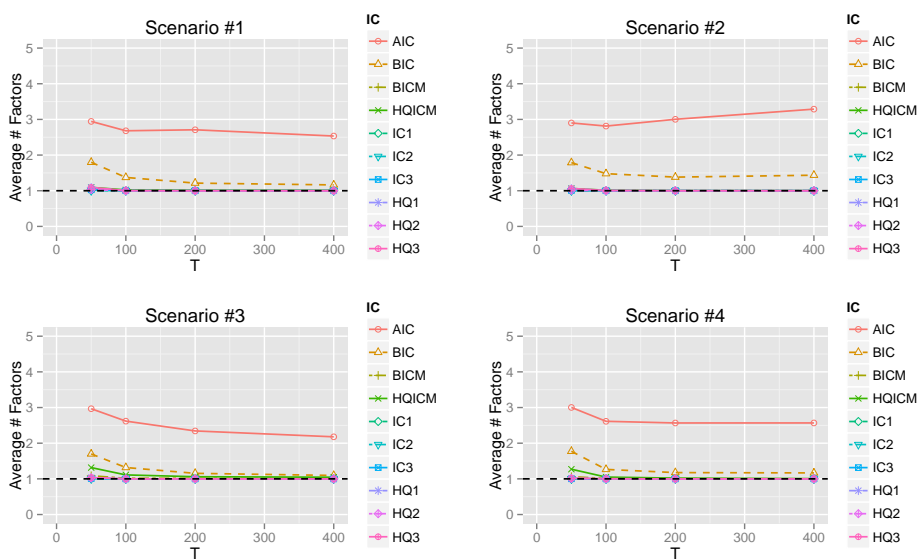 Scenario #1
Average # Factors
5
4
3
2
1
0
0 100 200 300 400
T
IC
AIC
BIC
BICM
HQICM
IC1
IC2
IC3
HQ1
HQ2
HQ3
Scenario #2
Average # Factors
5
4
3
2
1
0
0 100 200 300 400
T
IC
AIC
BIC
BICM
HQICM
IC1
IC2
IC3
HQ1
HQ2
HQ3
Scenario #3
Average # Factors
5
4
3
2
1
0
0 100 200 300 400
T
IC
AIC
BIC
BICM
HQICM
IC1
IC2
IC3
HQ1
HQ2
HQ3
Scenario #4
Average # Factors
5
4
3
2
1
0
0 100 200 300 400
T
IC
AIC
BIC
BICM
HQICM
IC1
IC2
IC3
HQ1
HQ2
HQ3